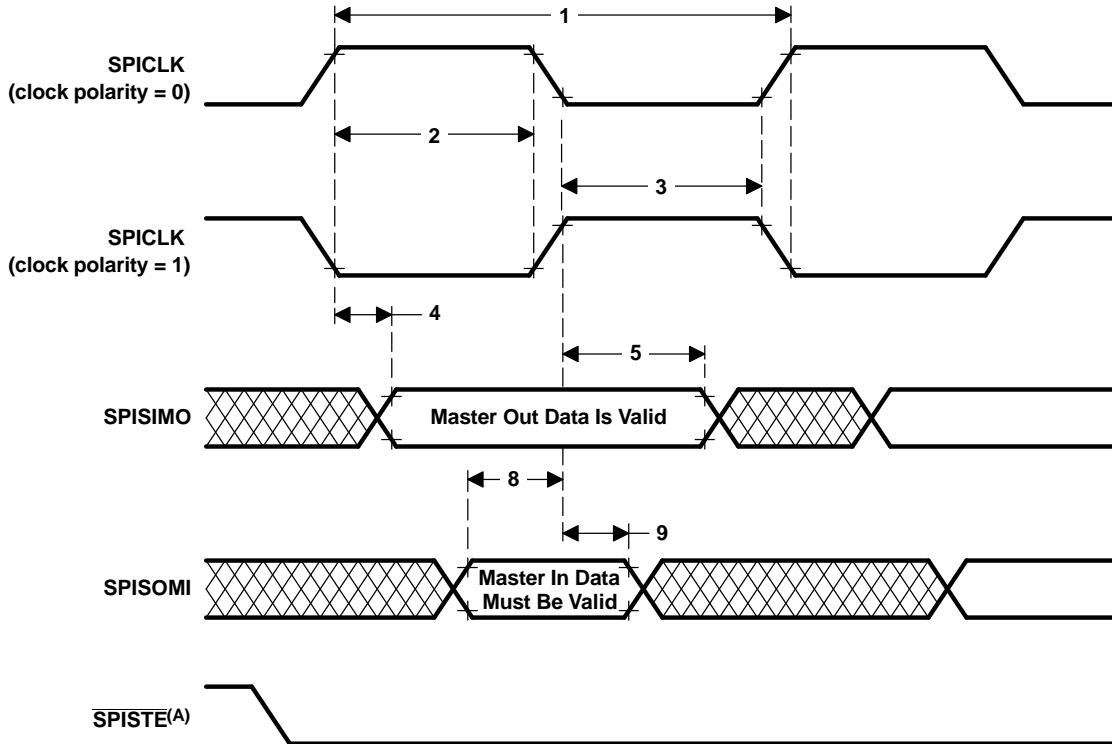 1
SPICLK
(clock polarity = 0)
2
3
SPICLK
(clock polarity = 1)
4
5
SPISIMO
Master Out Data Is Valid
8
9
SPISOMI
Master In Data
Must Be Valid
SPISTE(A)